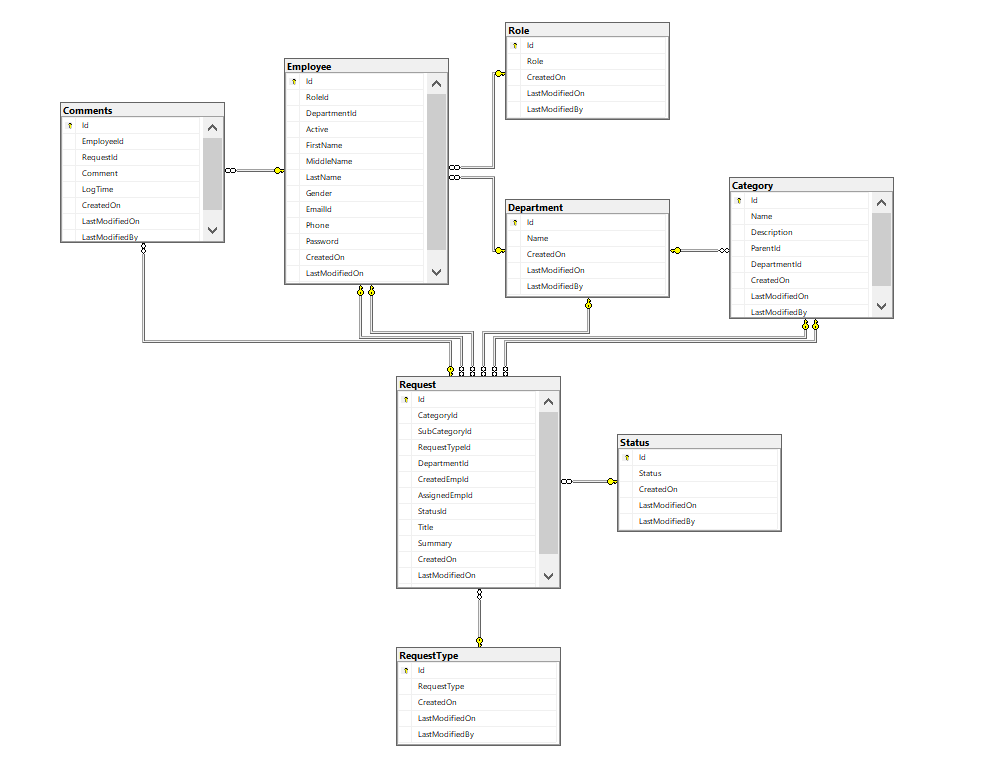 Role
Id
Role
CreatedOn
LastModifiedOn
LastModifiedBy
Employee
Id
RoleId
DepartmentId
Active
FirstName
MiddleName
LastName
Gender
EmailId
Phone
Password
CreatedOn
LastModifiedOn
Comments
Id
EmployeeId
RequestId
Comment
LogTime
CreatedOn
LastModifiedOn
LastModifiedBy
Department
Id
Name
CreatedOn
LastModifiedOn
LastModifiedBy
Category
Id
Name
Description
ParentId
DepartmentId
CreatedOn
LastModifiedOn
LastModifiedBy
Request
Id
CategoryId
SubCategoryId
RequestTypeId
DepartmentId
CreatedEmpId
AssignedEmpId
StatusId
Title
Summary
CreatedOn
LastModifiedOn
Status
Id
Status
CreatedOn
LastModifiedOn
LastModifiedBy
RequestType
Id
RequestType
CreatedOn
LastModifiedOn
LastModifiedBy